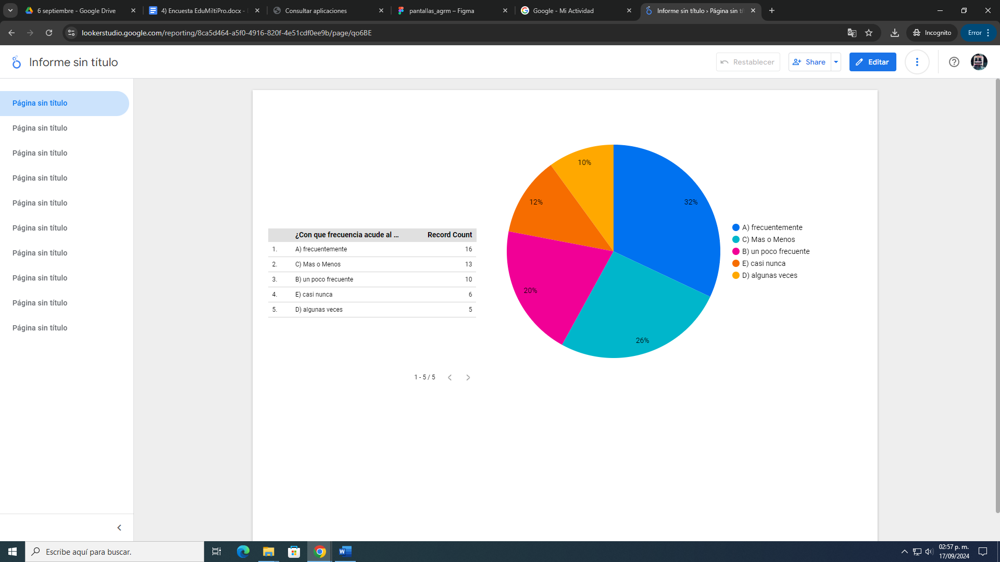 6 septiembre - Google Drive
4) Encuesta EduMiltiPro.docx -
Consultar aplicaciones
pantallas_agrm – Figma
Google - Mi Actividad
Informe sin título › Página sin tí
lookerstudio.google.com/reporting/8ca5d464-a5f0-4916-820f-4e51cdf0ee9b/page/qo6BE
Incognito
Error
Informe sin título
Restablecer
Share
Editar
Página sin título
Página sin título
Página sin título
Página sin título
Página sin título
Página sin título
Página sin título
Página sin título
Página sin título
Página sin título
¿Con que frecuencia acude al ... Record Count
1. A) frecuentemente 16
2. C) Mas o Menos 13
3. B) un poco frecuente 10
4. E) casi nunca 6
5. D) algunas veces 5
1 - 5 / 5
10%
12%
32%
20%
26%
A) frecuentemente
C) Mas o Menos
B) un poco frecuente
E) casi nunca
D) algunas veces
Escribe aquí para buscar.
02:57 p. m.
17/09/2024